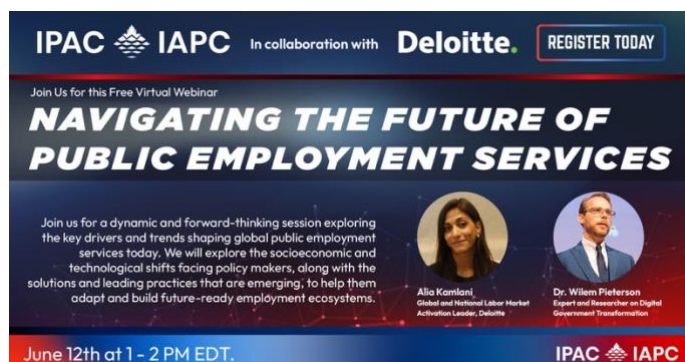 IPAC IAPC In collaboration with Deloitte. REGISTER TODAY
Join Us for this Free Virtual Webinar
NAVIGATING THE FUTURE OF
PUBLIC EMPLOYMENT SERVICES
Join us for a dynamic and forward-thinking session exploring
the key drivers and trends shaping global public employment
services today. We will explore the socioeconomic and
technological shifts facing policy makers, along with the
solutions and leading practices that are emerging, to help them
adapt and build future-ready employment ecosystems.
Alia Kamlani
Global and National Labor Market
Activation Leader, Deloitte
Dr. Wilem Pieterson
Expert and Researcher on Digital
Government Transformation
June 12th at 1 - 2 PM EDT.
IPAC IAPC